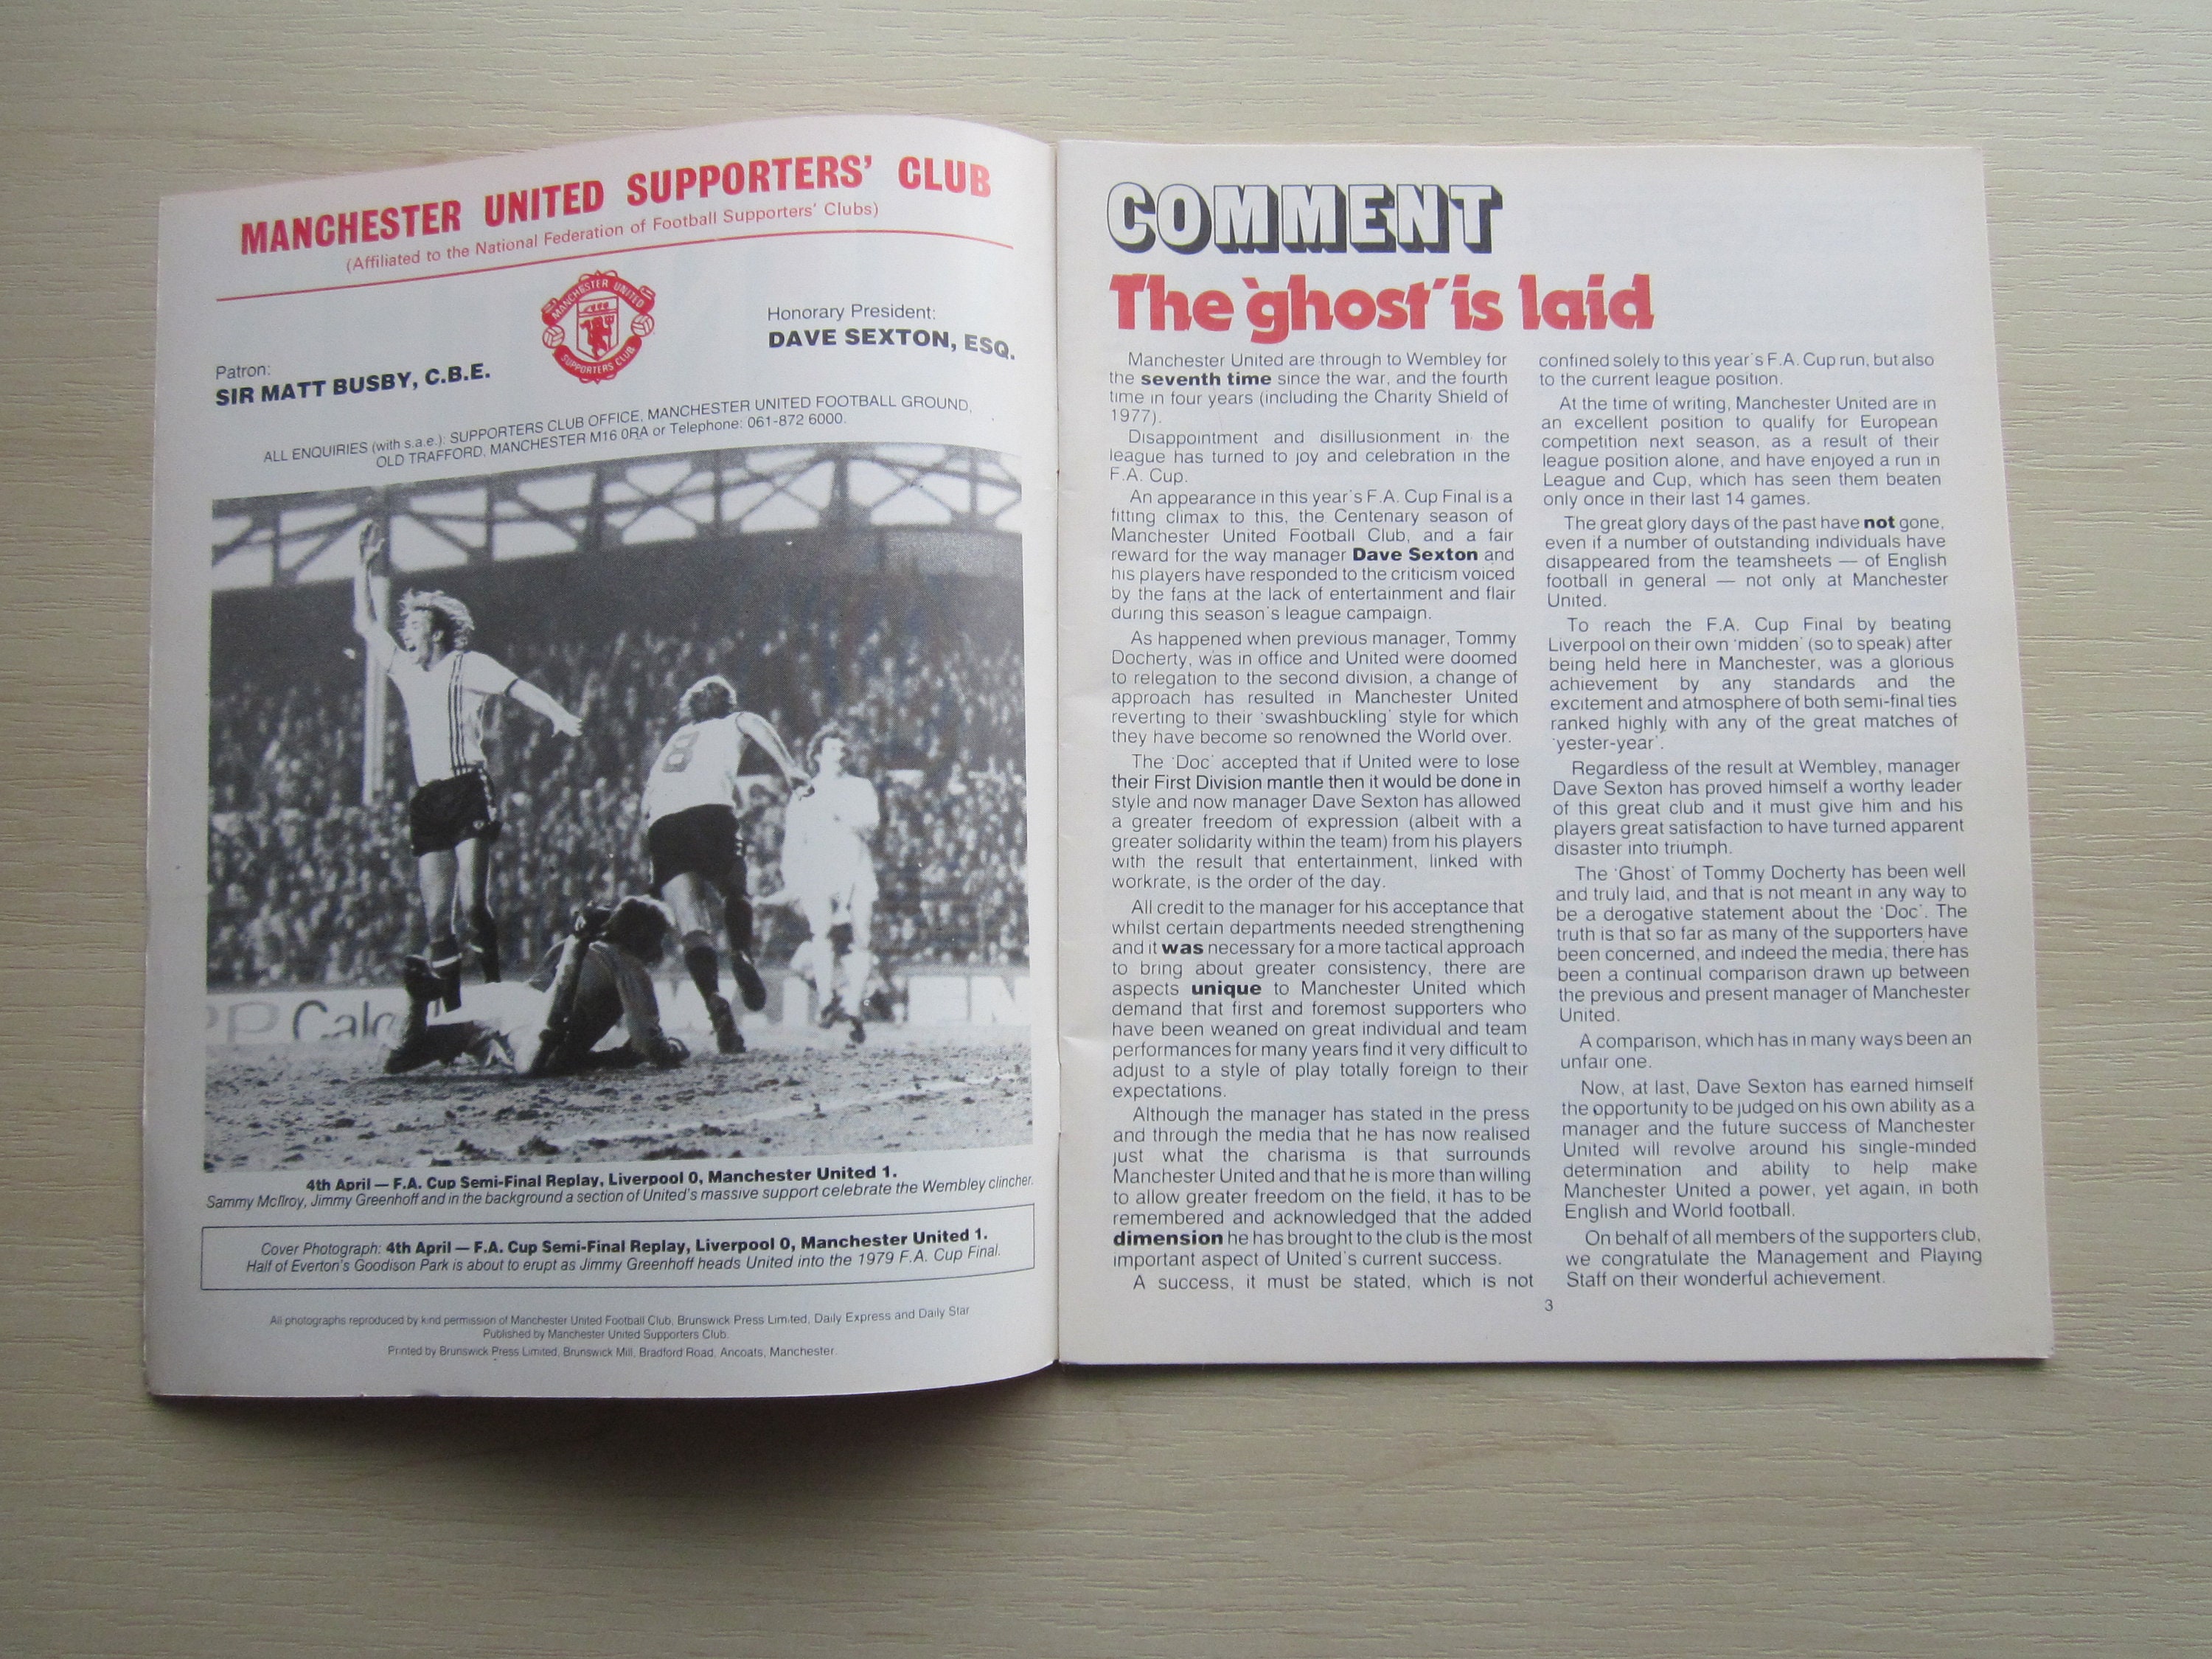 MANCHESTER UNITED SUPPORTERS' CLUB
(Affiliated to the National Federation of Football Supporters' Clubs)
MANCHESTER UNITED
SUPPORTERS CLUB
Patron:
SIR MATT BUSBY, C.B.E.
Honorary President:
DAVE SEXTON, ESQ.
ALL ENQUIRIES (with s.a.e.): SUPPORTERS CLUB OFFICE, MANCHESTER UNITED FOOTBALL GROUND,
OLD TRAFFORD, MANCHESTER M16 0RA or Telephone: 061-872 6000.
8
Calc
4th April — F.A. Cup Semi-Final Replay, Liverpool 0, Manchester United 1.
Sammy McIlroy, Jimmy Greenhoff and in the background a section of United's massive support celebrate the Wembley clincher.
Cover Photograph: 4th April — F.A. Cup Semi-Final Replay, Liverpool 0, Manchester United 1.
Half of Everton's Goodison Park is about to erupt as Jimmy Greenhoff heads United into the 1979 F.A. Cup Final.
All photographs reproduced by kind permission of Manchester United Football Club, Brunswick Press Limited, Daily Express and Daily Star
Published by Manchester United Supporters Club.
Printed by Brunswick Press Limited, Brunswick Mill, Bradford Road, Ancoats, Manchester.
COMMENT
The 'ghost' is laid
Manchester United are through to Wembley for
the seventh time since the war, and the fourth
time in four years (including the Charity Shield of
1977).
Disappointment and disillusionment in the
league has turned to joy and celebration in the
F.A. Cup.
An appearance in this year's F.A. Cup Final is a
fitting climax to this, the Centenary season of
Manchester United Football Club, and a fair
reward for the way manager Dave Sexton and
his players have responded to the criticism voiced
by the fans at the lack of entertainment and flair
during this season's league campaign.
As happened when previous manager, Tommy
Docherty, was in office and United were doomed
to relegation to the second division, a change of
approach has resulted in Manchester United
reverting to their 'swashbuckling' style for which
they have become so renowned the World over.
The 'Doc' accepted that if United were to lose
their First Division mantle then it would be done in
style and now manager Dave Sexton has allowed
a greater freedom of expression (albeit with a
greater solidarity within the team) from his players
with the result that entertainment, linked with
workrate, is the order of the day.
All credit to the manager for his acceptance that
whilst certain departments needed strengthening
and it was necessary for a more tactical approach
to bring about greater consistency, there are
aspects unique to Manchester United which
demand that first and foremost supporters who
have been weaned on great individual and team
performances for many years find it very difficult to
adjust to a style of play totally foreign to their
expectations.
Although the manager has stated in the press
and through the media that he has now realised
just what the charisma is that surrounds
Manchester United and that he is more than willing
to allow greater freedom on the field, it has to be
remembered and acknowledged that the added
dimension he has brought to the club is the most
important aspect of United's current success.
A success, it must be stated, which is not
confined solely to this year's F.A. Cup run, but also
to the current league position.
At the time of writing, Manchester United are in
an excellent position to qualify for European
competition next season, as a result of their
league position alone, and have enjoyed a run in
League and Cup, which has seen them beaten
only once in their last 14 games.
The great glory days of the past have not gone,
even if a number of outstanding individuals have
disappeared from the teamsheets — of English
football in general — not only at Manchester
United.
To reach the F.A. Cup Final by beating
Liverpool on their own 'midden' (so to speak) after
being held here in Manchester, was a glorious
achievement by any standards and the
excitement and atmosphere of both semi-final ties
ranked highly with any of the great matches of
'yester-year'.
Regardless of the result at Wembley, manager
Dave Sexton has proved himself a worthy leader
of this great club and it must give him and his
players great satisfaction to have turned apparent
disaster into triumph.
The 'Ghost' of Tommy Docherty has been well
and truly laid, and that is not meant in any way to
be a derogative statement about the 'Doc'. The
truth is that so far as many of the supporters have
been concerned, and indeed the media, there has
been a continual comparison drawn up between
the previous and present manager of Manchester
United.
A comparison, which has in many ways been an
unfair one.
Now, at last, Dave Sexton has earned himself
the opportunity to be judged on his own ability as a
manager and the future success of Manchester
United will revolve around his single-minded
determination and ability to help make
Manchester United a power, yet again, in both
English and World football.
On behalf of all members of the supporters club,
we congratulate the Management and Playing
Staff on their wonderful achievement.
3